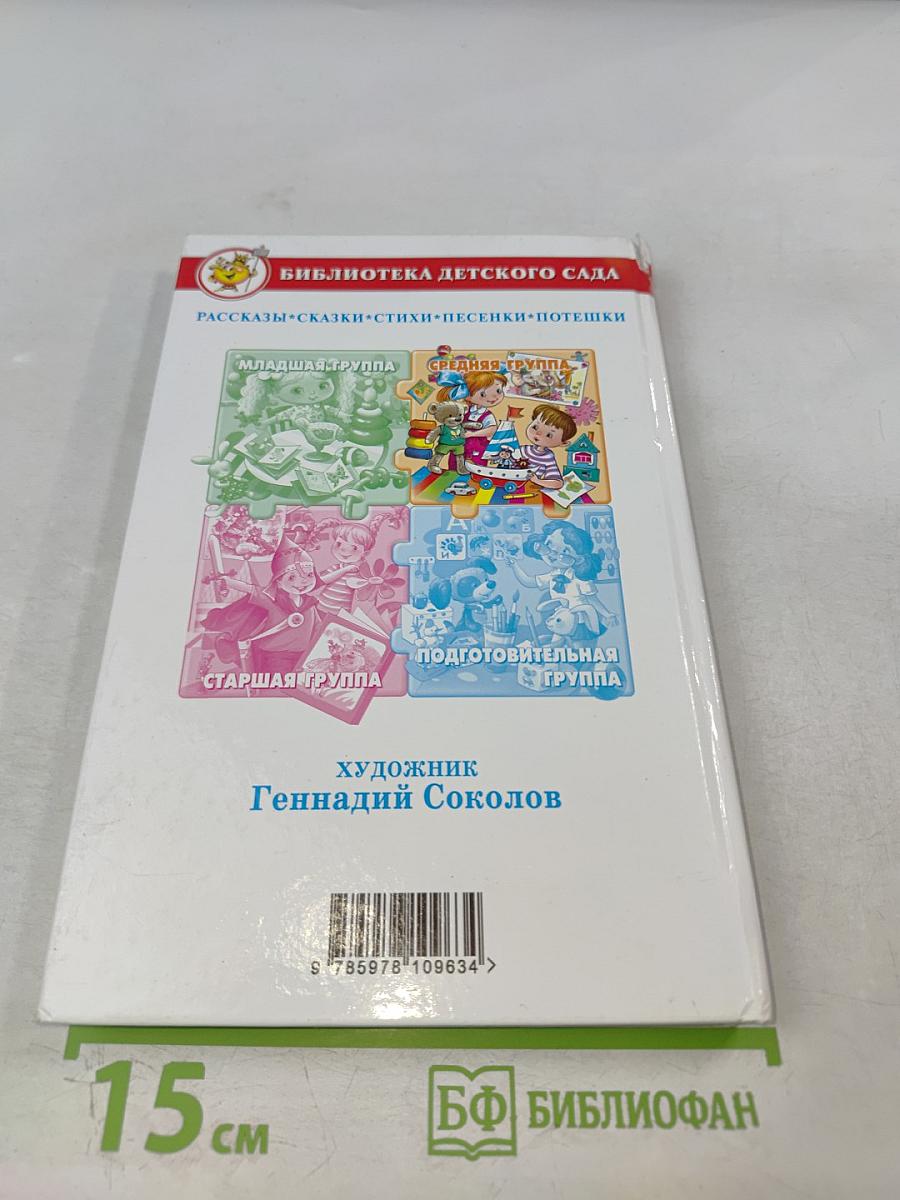 БИБЛИОТЕКА ДЕТСКОГО САДА
РАССКАЗЫ*СКАЗКИ*СТИХИ*ПЕСЕНКИ*ПОТЕШКИ
МЛАДШАЯ ГРУППА
СРЕДНЯЯ ГРУППА
А
Б
И
П
СТАРШАЯ ГРУППА
ПОДГОТОВИТЕЛЬНАЯ
ГРУППА
ХУДОЖНИК
Геннадий Соколов
9 785978 109634 >
15 см
БФ БИБЛИОФАН